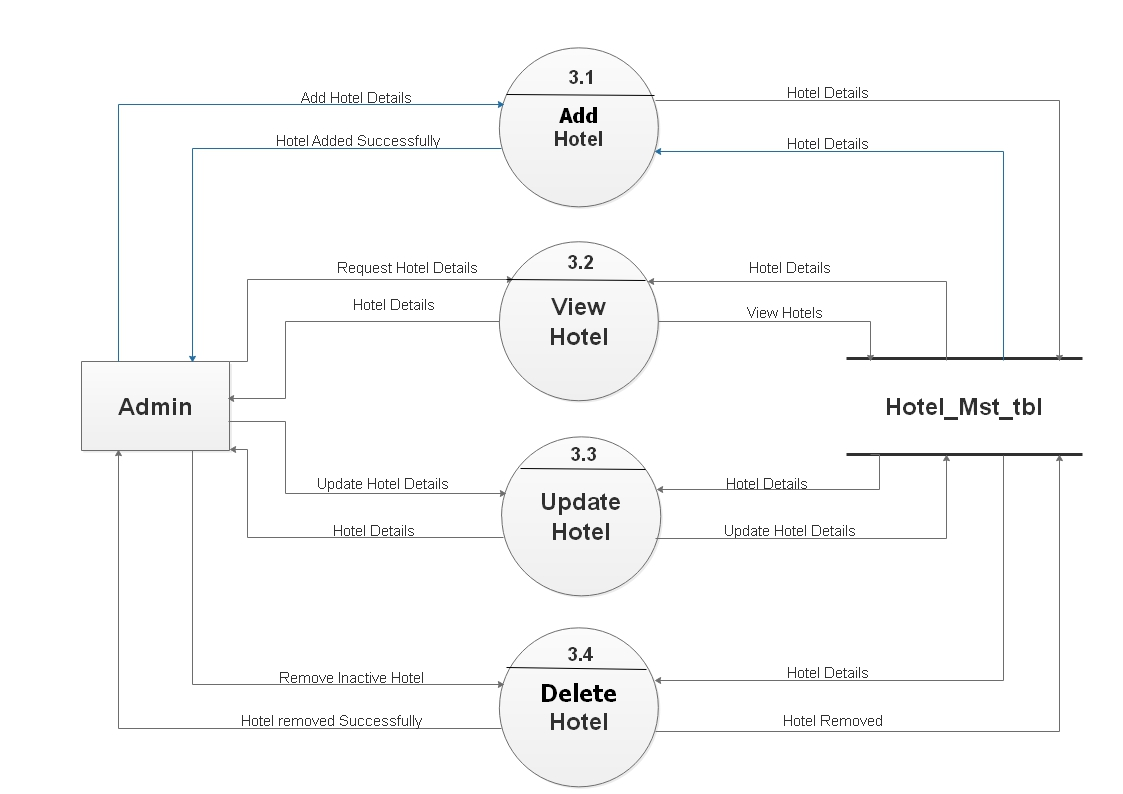 3.1
Add Hotel Details
Hotel Details
Add
Hotel
Hotel Added Successfully
Hotel Details
3.2
Request Hotel Details
Hotel Details
View
Hotel
Hotel Details
View Hotels
Admin
Hotel_Mst_tbl
3.3
Update Hotel Details
Hotel Details
Update
Hotel
Hotel Details
Update Hotel Details
3.4
Remove Inactive Hotel
Hotel Details
Delete
Hotel
Hotel removed Successfully
Hotel Removed